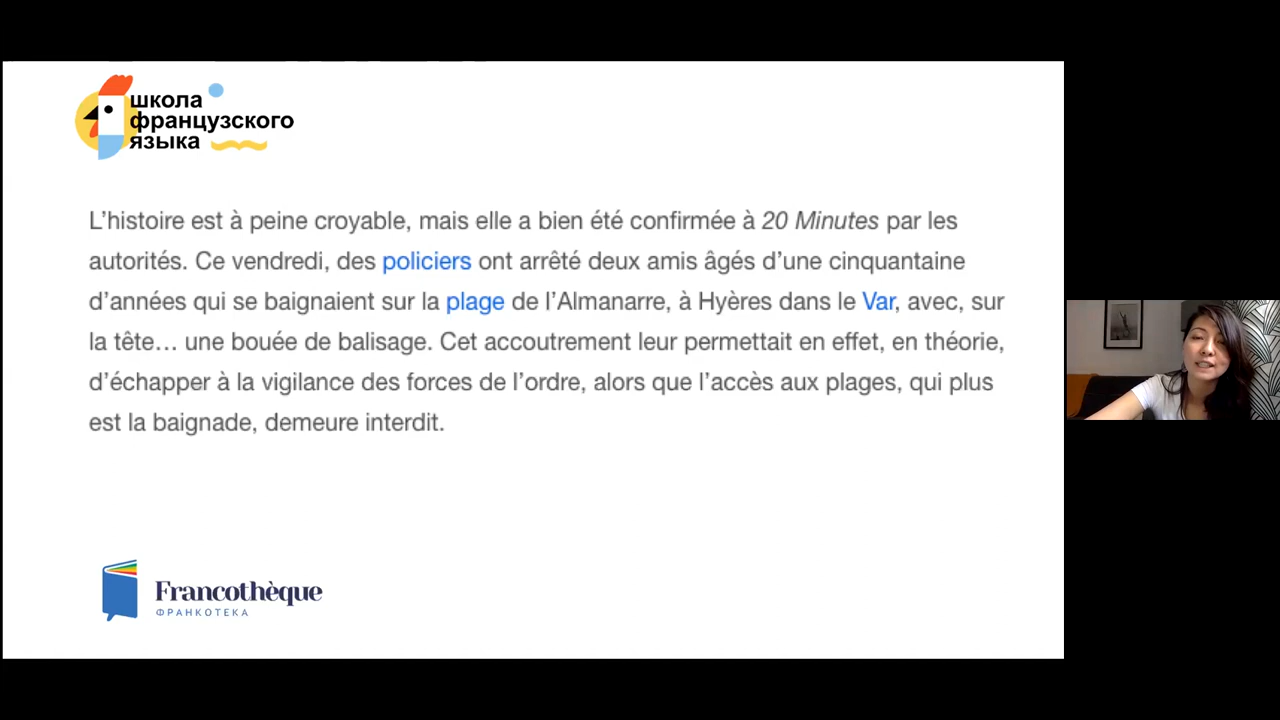 школа
французского
языка
L’histoire est à peine croyable, mais elle a bien été confirmée à 20 Minutes par les
autorités. Ce vendredi, des policiers ont arrêté deux amis âgés d’une cinquantaine
d’années qui se baignaient sur la plage de l’Almanarre, à Hyères dans le Var, avec, sur
la tête… une bouée de balisage. Cet accoutrement leur permettait en effet, en théorie,
d’échapper à la vigilance des forces de l’ordre, alors que l’accès aux plages, qui plus
est la baignade, demeure interdit.
Francothèque
ФРАНКОТЕКА